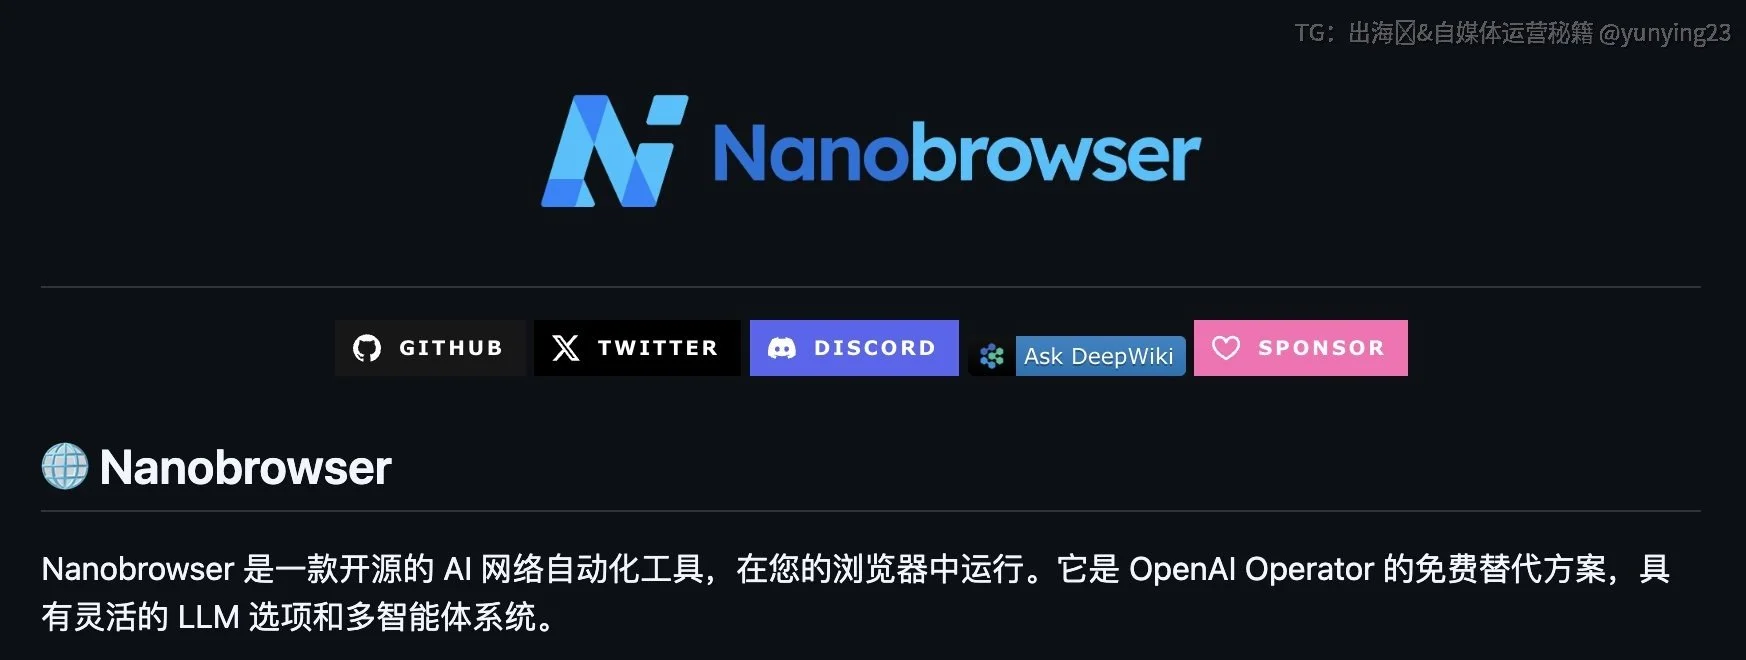 TG：出海&自媒体运营秘籍 @yunying23
Nanobrowser
GITHUB
TWITTER
DISCORD
Ask DeepWiki
SPONSOR
Nanobrowser
Nanobrowser 是一款开源的 AI 网络自动化工具，在您的浏览器中运行。它是 OpenAI Operator 的免费替代方案，具
有灵活的 LLM 选项和多智能体系统。